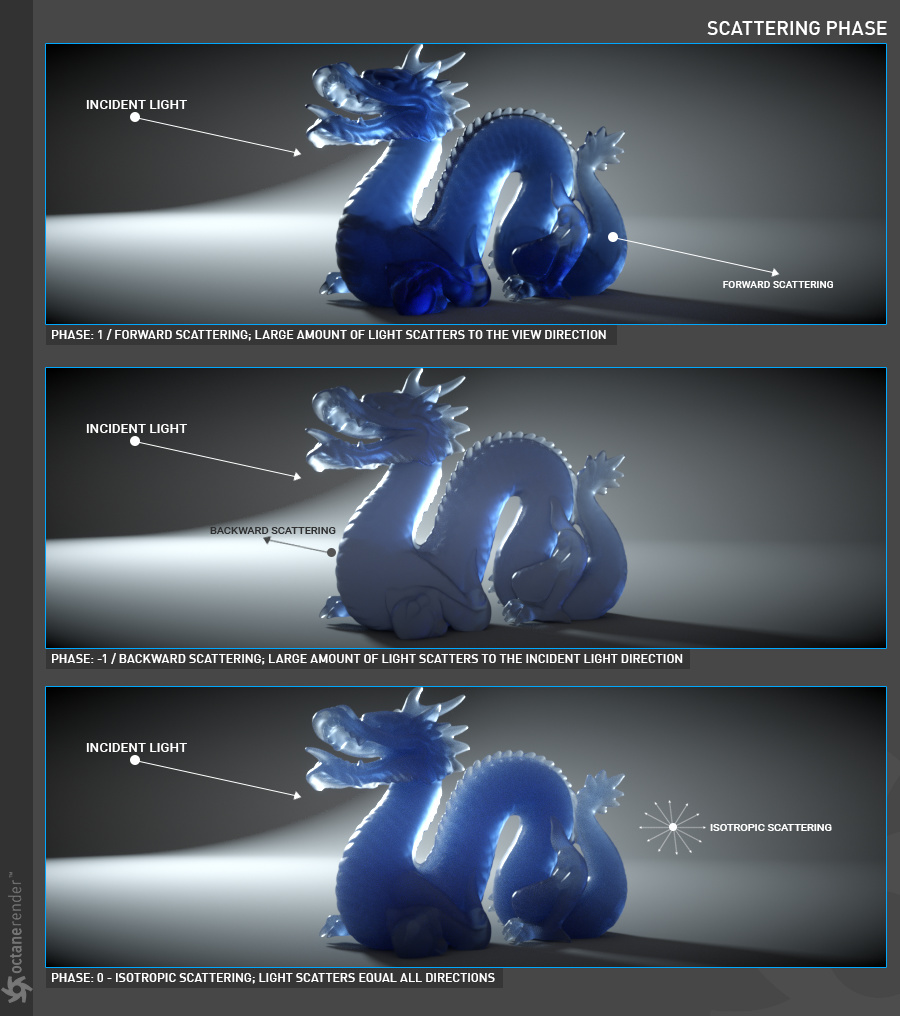 SCATTERING PHASE
INCIDENT LIGHT
FORWARD SCATTERING
PHASE: 1 / FORWARD SCATTERING; LARGE AMOUNT OF LIGHT SCATTERS TO THE VIEW DIRECTION
INCIDENT LIGHT
BACKWARD SCATTERING
PHASE: -1 / BACKWARD SCATTERING; LARGE AMOUNT OF LIGHT SCATTERS TO THE INCIDENT LIGHT DIRECTION
INCIDENT LIGHT
ISOTROPIC SCATTERING
PHASE: 0 - ISOTROPIC SCATTERING; LIGHT SCATTERS EQUAL ALL DIRECTIONS
octanerender™